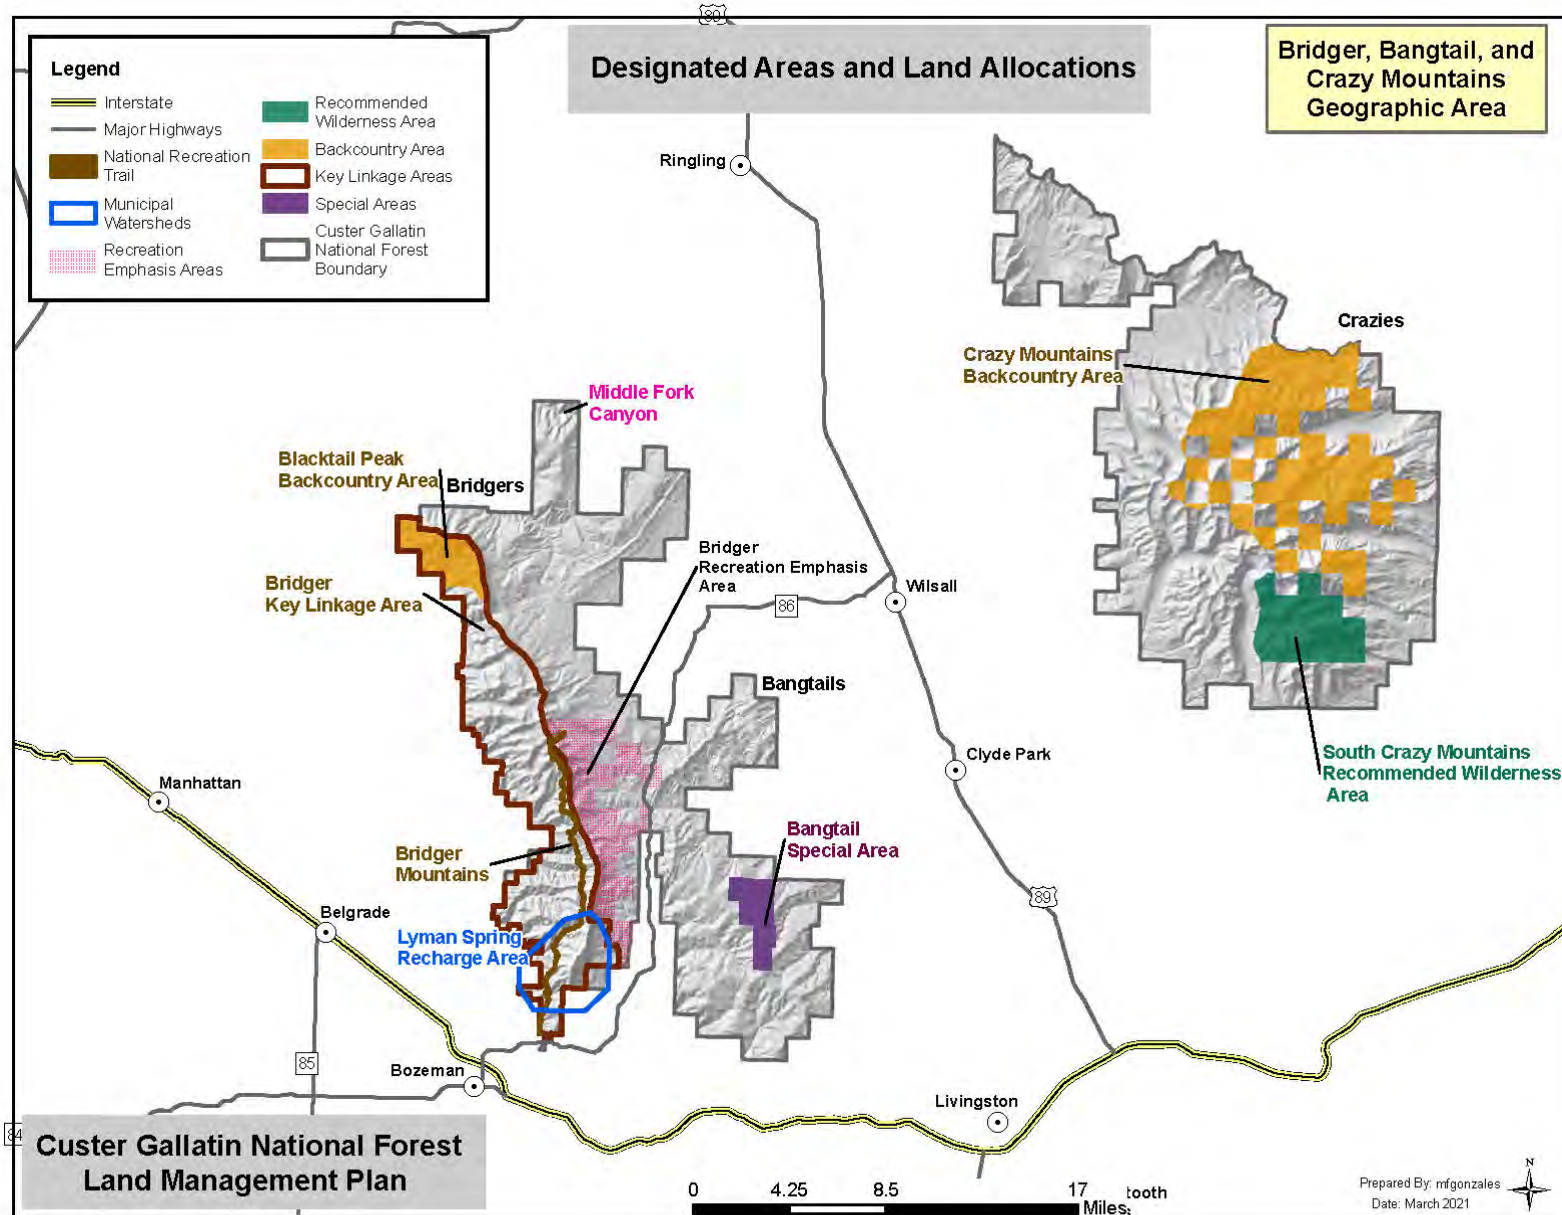 80
Designated Areas and Land Allocations
Bridger, Bangtail, and
Crazy Mountains
Geographic Area
Legend
Interstate
Major Highways
National Recreation
Trail
Municipal
Watersheds
Recreation
Emphasis Areas
Recommended
Wilderness Area
Backcountry Area
Key Linkage Areas
Special Areas
Custer Gallatin
National Forest
Boundary
Ringling
Crazies
Crazy Mountains
Backcountry Area
Middle Fork
Canyon
Blacktail Peak
Backcountry Area
Bridgers
Bridger
Recreation Emphasis
Area
Bridger
Key Linkage Area
86
Wilsall
Bangtails
South Crazy Mountains
Recommended Wilderness
Area
Clyde Park
Manhattan
Bangtail
Special Area
Bridger
Mountains
89
Belgrade
Lyman Spring
Recharge Area
85
Bozeman
Livingston
84
Custer Gallatin National Forest
Land Management Plan
0 4.25 8.5 17
Miles
tooth
N
Prepared By: mfgonzales
Date: March 2021